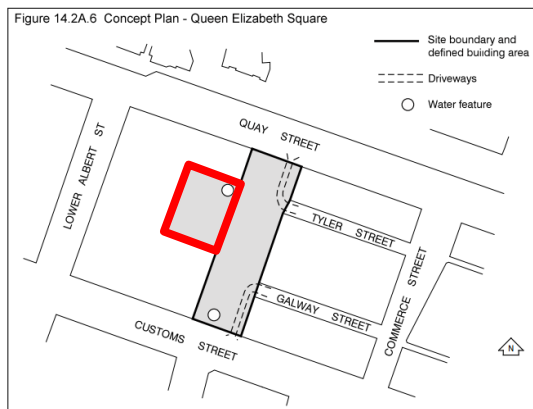 Figure 14.2A.6 Concept Plan - Queen Elizabeth Square
Site boundary and
defined buiding area
Driveways
Water feature
QUAY STREET
LOWER ALBERT ST
TYLER STREET
GALWAY STREET
COMMERCE STREET
CUSTOMS STREET
N